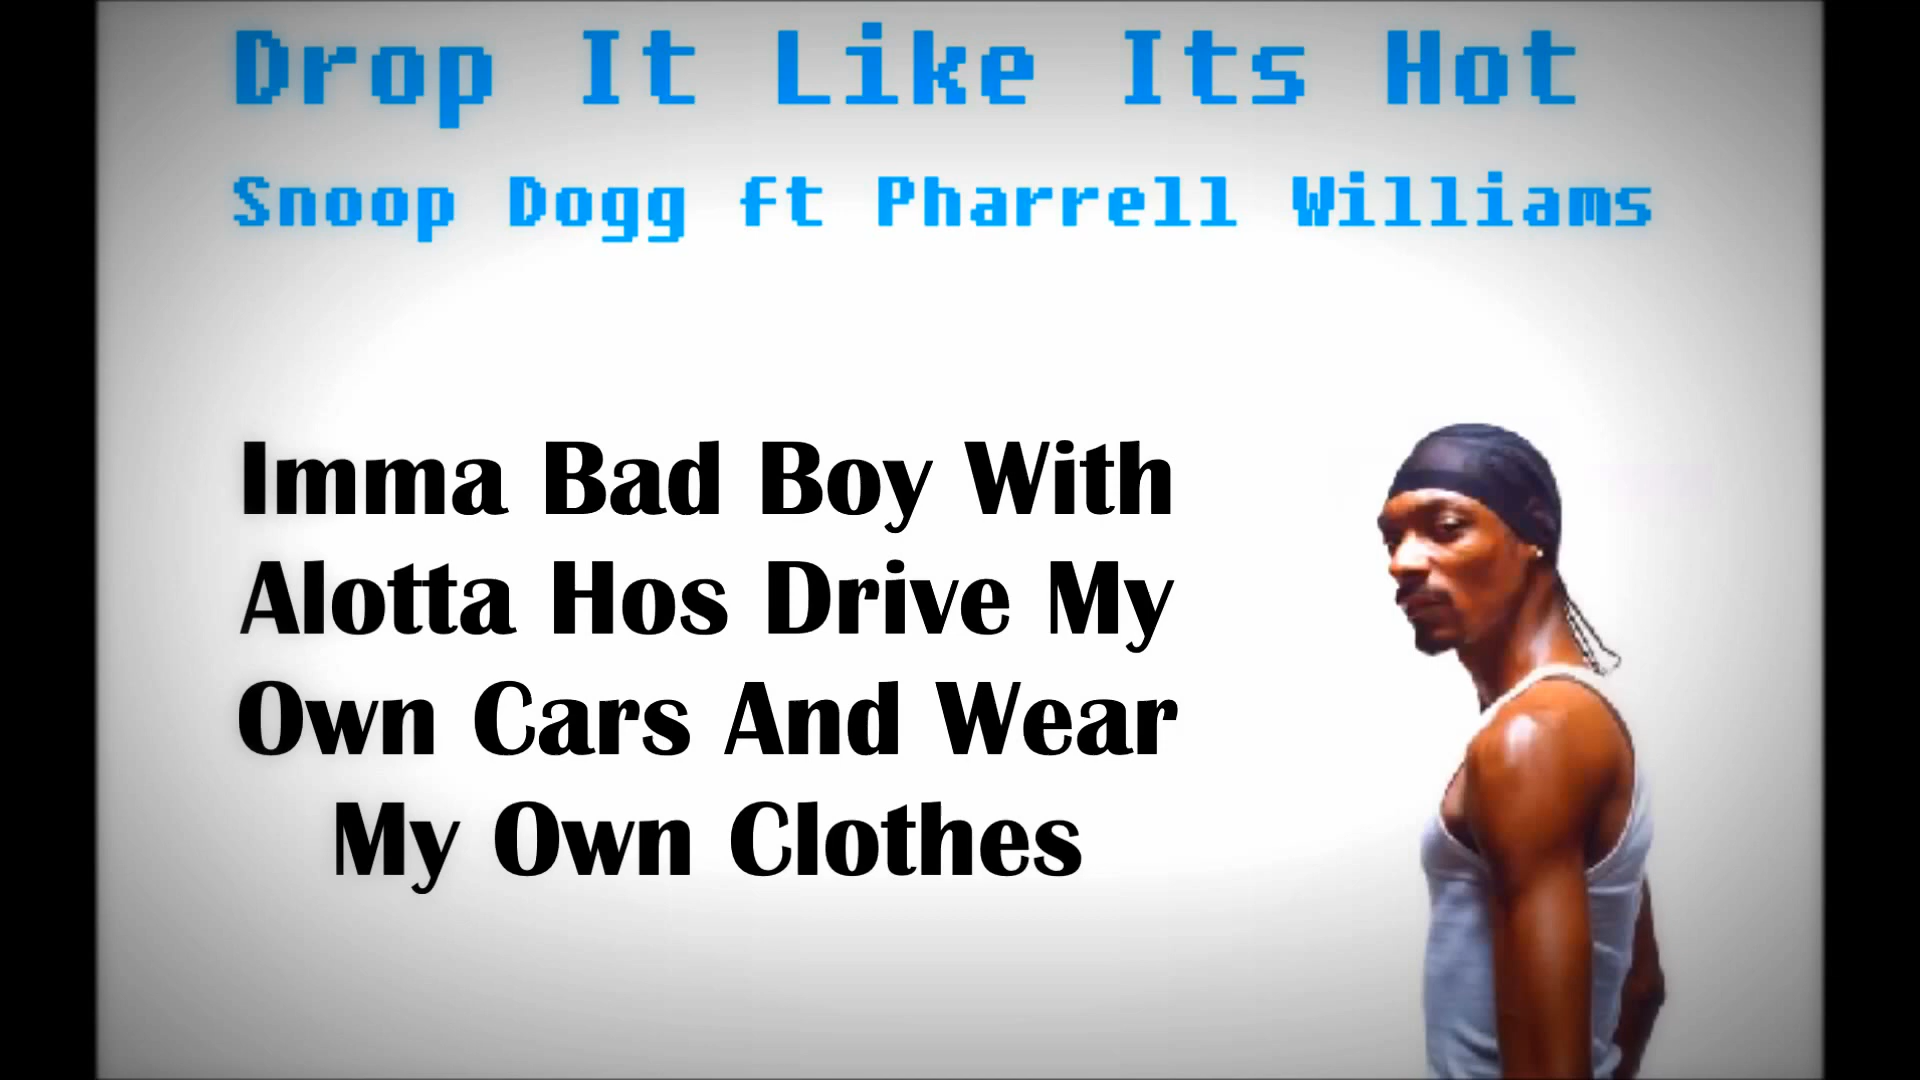 Drop It Like Its Hot
Snoop Dogg ft Pharrell Williams
Imma Bad Boy With
Alotta Hos Drive My
Own Cars And Wear
My Own Clothes